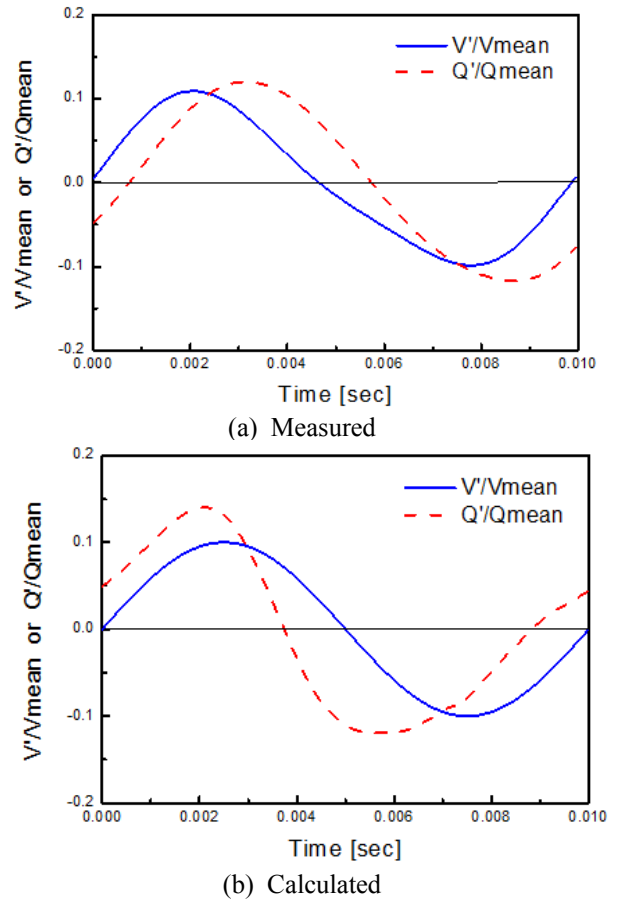 0.2
V'/Vmean
Q'/Qmean
0.1
0.0
-0.1
-0.2
V'/Vmean or Q'/Qmean
0.000 0.002 0.004 0.006 0.008 0.010
Time [sec]
(a) Measured
0.2
V'/Vmean
Q'/Qmean
0.1
0.0
-0.1
-0.2
V'/Vmean or Q'/Qmean
0.000 0.002 0.004 0.006 0.008 0.010
Time [sec]
(b) Calculated